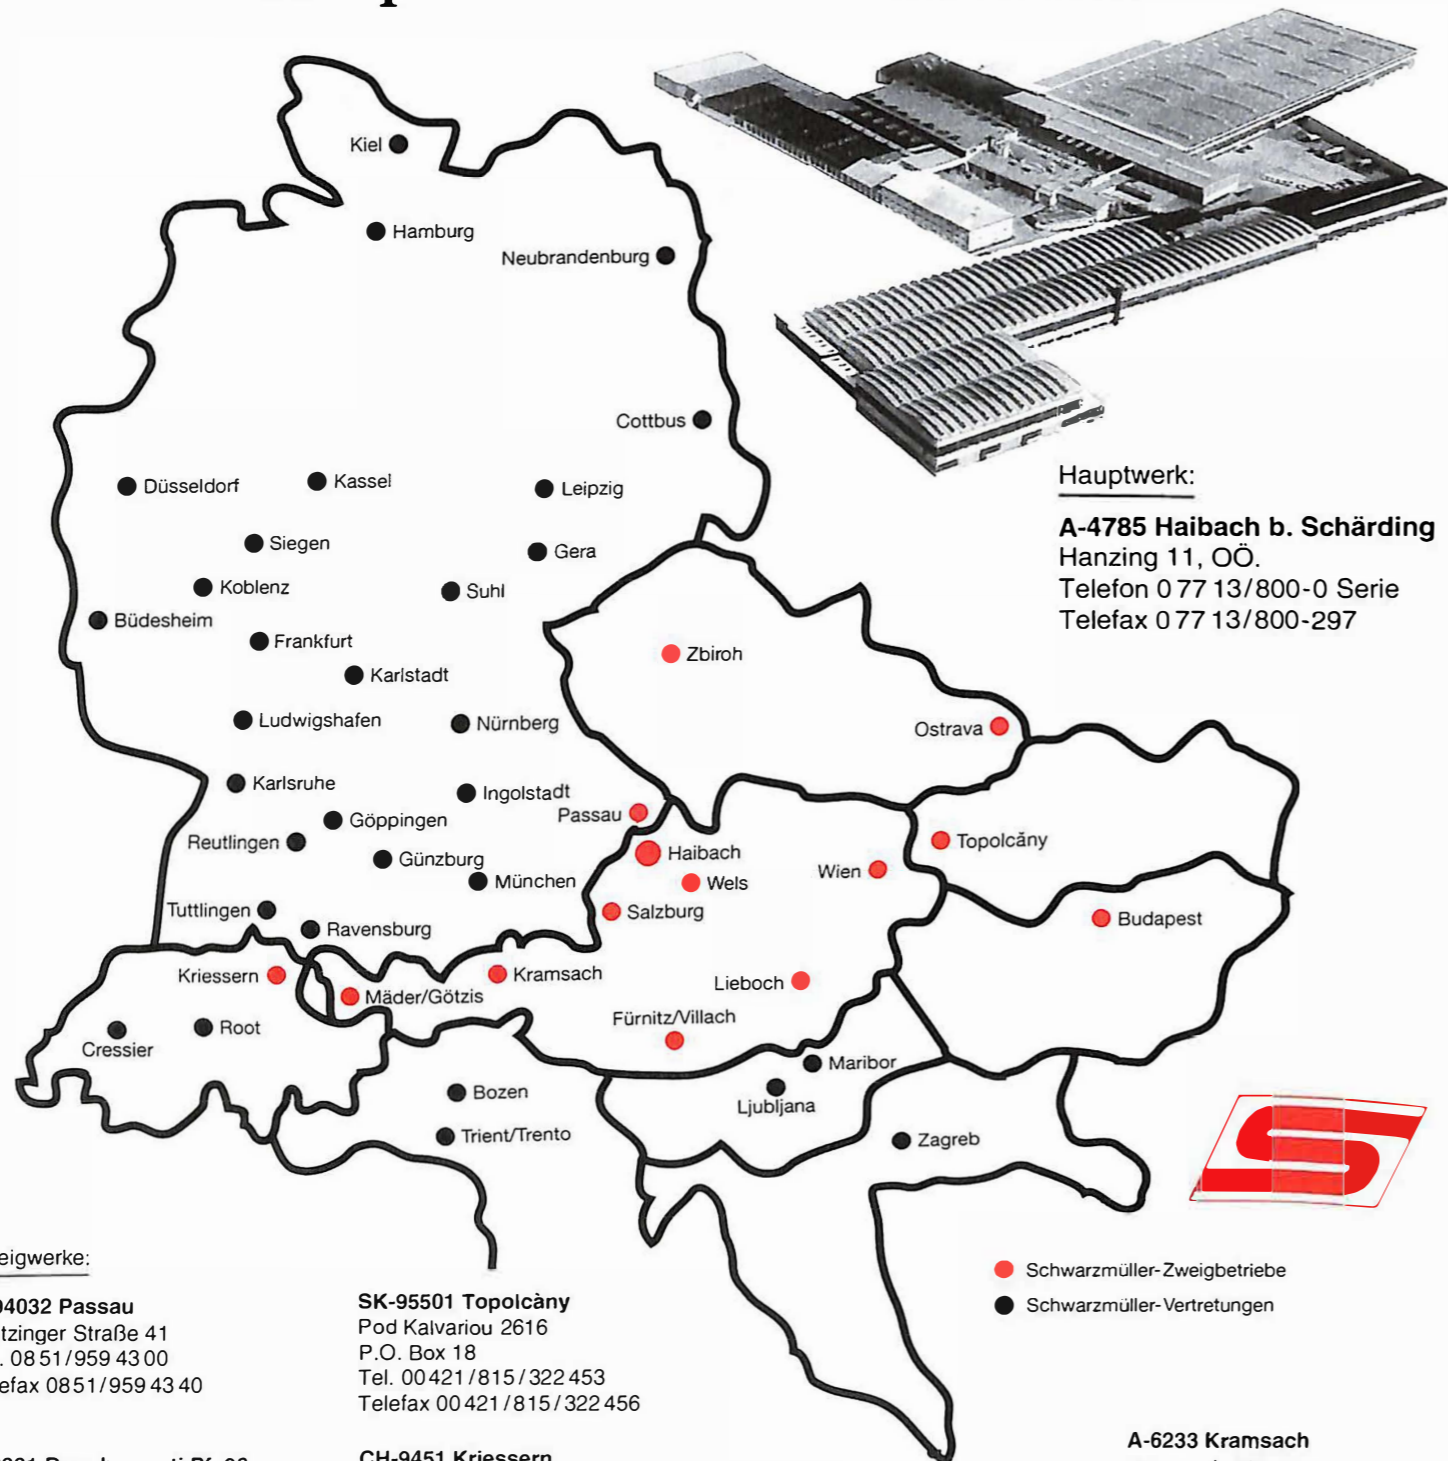 Kiel
Hamburg
Neubrandenburg
Cottbus
Düsseldorf
Kassel
Leipzig
Siegen
Gera
Koblenz
Suhl
Büdesheim
Frankfurt
Karlstadt
Ludwigshafen
Nürnberg
Karlsruhe
Ingolstadt
Göppingen
Reutlingen
Günzburg
München
Tuttlingen
Ravensburg
Zbiroh
Ostrava
Passau
Haibach
Wels
Salzburg
Wien
Topolcăny
Budapest
Kriessern
Mäder/Götzis
Kramsach
Lieboch
Fürnitz/Villach
Cressier
Root
Bozen
Trient/Trento
Maribor
Ljubljana
Zagreb
Hauptwerk:
A-4785 Haibach b. Schärding
Hanzing 11, OÖ.
Telefon 0 77 13/800-0 Serie
Telefax 0 77 13/800-297
Schwarzmüller-Zweigbetriebe
Schwarzmüller-Vertretungen
eigwerke:
94032 Passau
tzinger Straße 41
. 08 51/959 43 00
efax 08 51/959 43 40
SK-95501 Topolcàny
Pod Kalvariou 2616
P.O. Box 18
Tel. 00 421/815/322 453
Telefax 00 421/815/322 456
CH-9451 Kriessern
A-6233 Kramsach